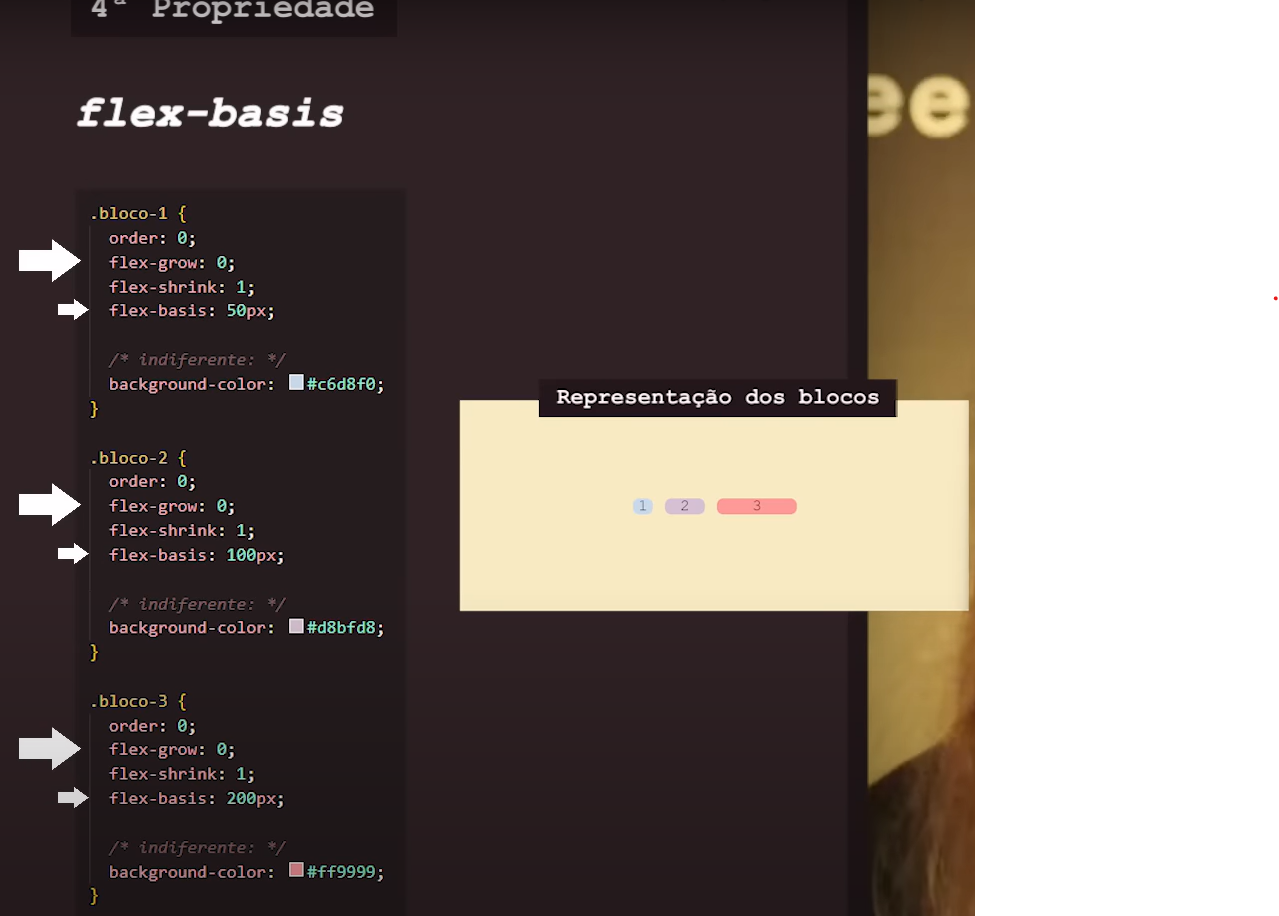 4ª Propriedade
flex-basis
.bloco-1 {
order: 0;
flex-grow: 0;
flex-shrink: 1;
flex-basis: 50px;
/* indiferente: */
background-color: #c6d8f0;
}
.bloco-2 {
order: 0;
flex-grow: 0;
flex-shrink: 1;
flex-basis: 100px;
/* indiferente: */
background-color: #d8bfd8;
}
.bloco-3 {
order: 0;
flex-grow: 0;
flex-shrink: 1;
flex-basis: 200px;
/* indiferente: */
background-color: #ff9999;
}
Representação dos blocos
1 2 3
ee